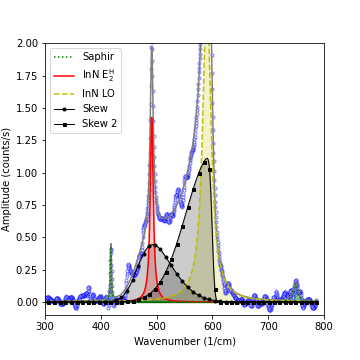 2.00
1.75
1.50
1.25
1.00
0.75
0.50
0.25
0.00
Amplitude (counts/s)
Saphir
InN E₂ᴴ
InN LO
Skew
Skew 2
300 400 500 600 700 800
Wavenumber (1/cm)